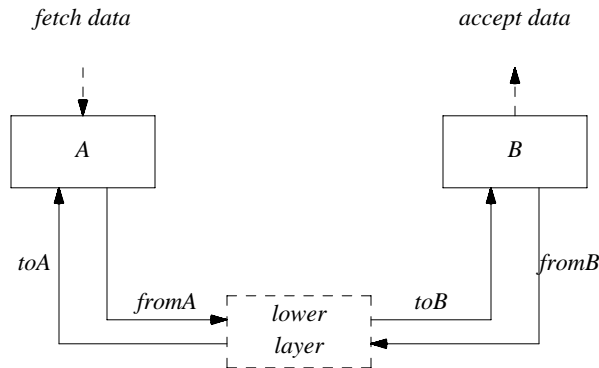 fetch data accept data
A B
toA fromB
fromA lower toB
layer